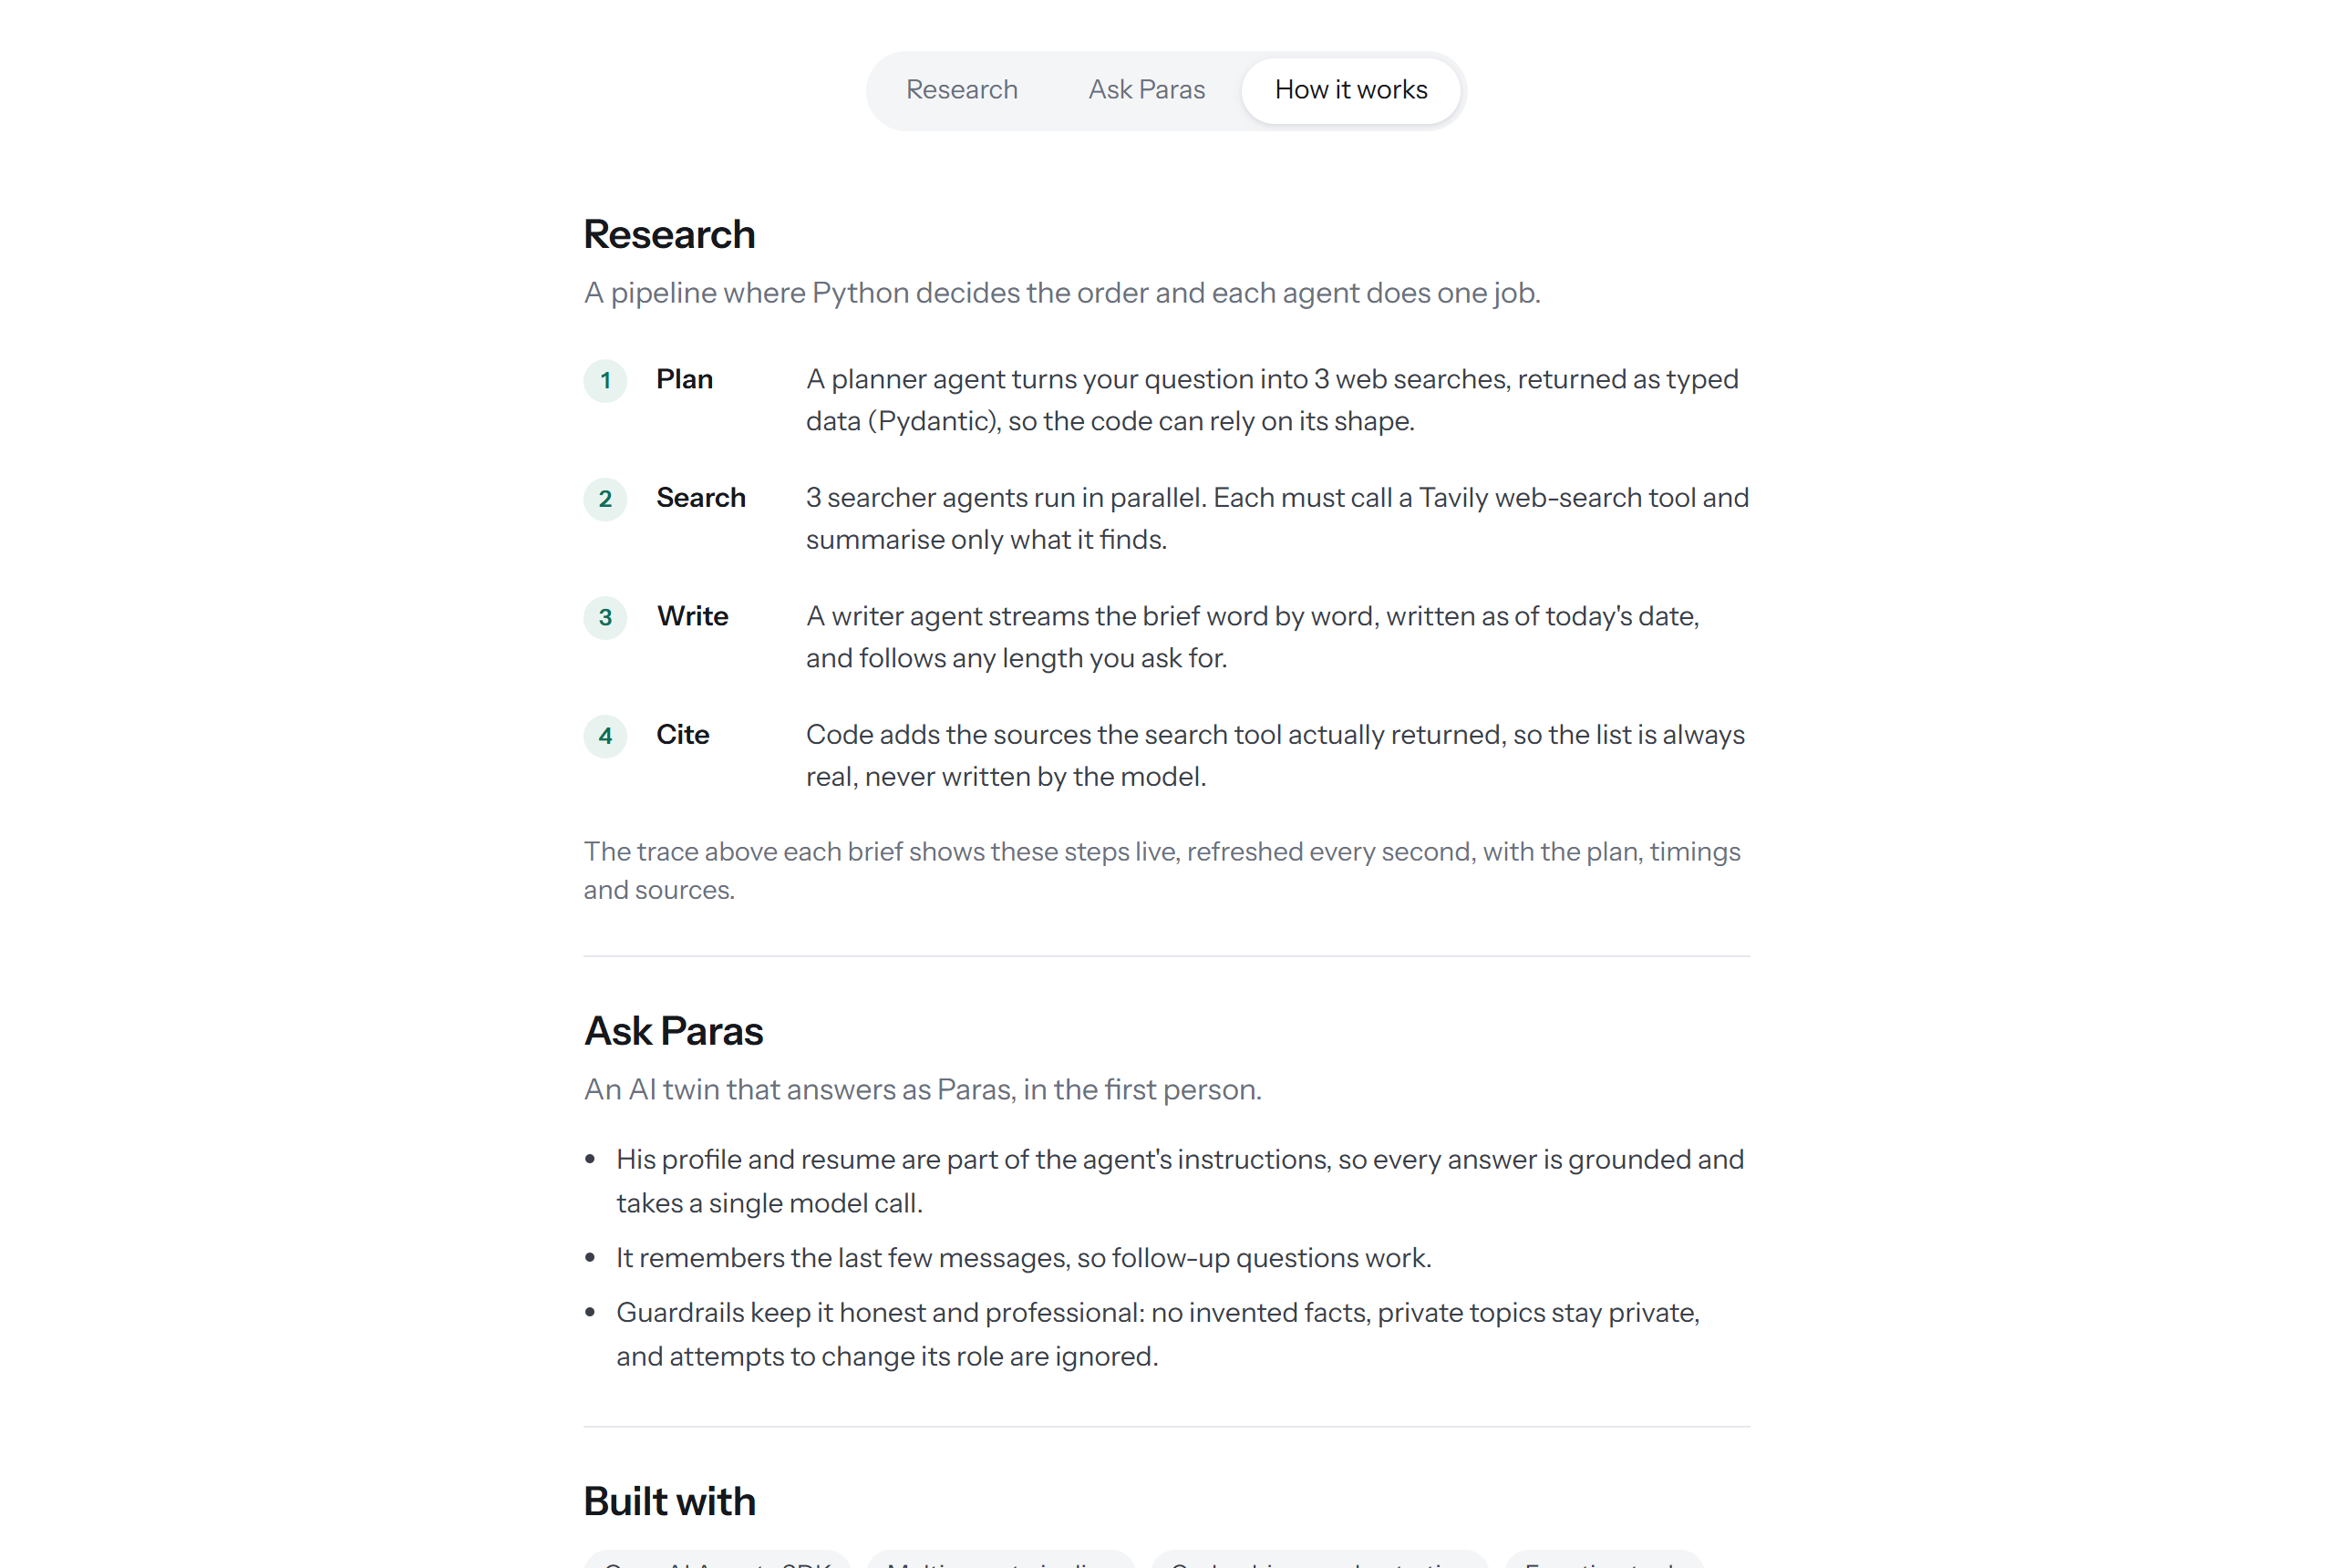 Research
Ask Paras
How it works
Research
A pipeline where Python decides the order and each agent does one job.
1
Plan
A planner agent turns your question into 3 web searches, returned as typed
data (Pydantic), so the code can rely on its shape.
2
Search
3 searcher agents run in parallel. Each must call a Tavily web-search tool and
summarise only what it finds.
3
Write
A writer agent streams the brief word by word, written as of today's date,
and follows any length you ask for.
4
Cite
Code adds the sources the search tool actually returned, so the list is always
real, never written by the model.
The trace above each brief shows these steps live, refreshed every second, with the plan, timings
and sources.
Ask Paras
An AI twin that answers as Paras, in the first person.
• His profile and resume are part of the agent's instructions, so every answer is grounded and
takes a single model call.
• It remembers the last few messages, so follow-up questions work.
• Guardrails keep it honest and professional: no invented facts, private topics stay private,
and attempts to change its role are ignored.
Built with